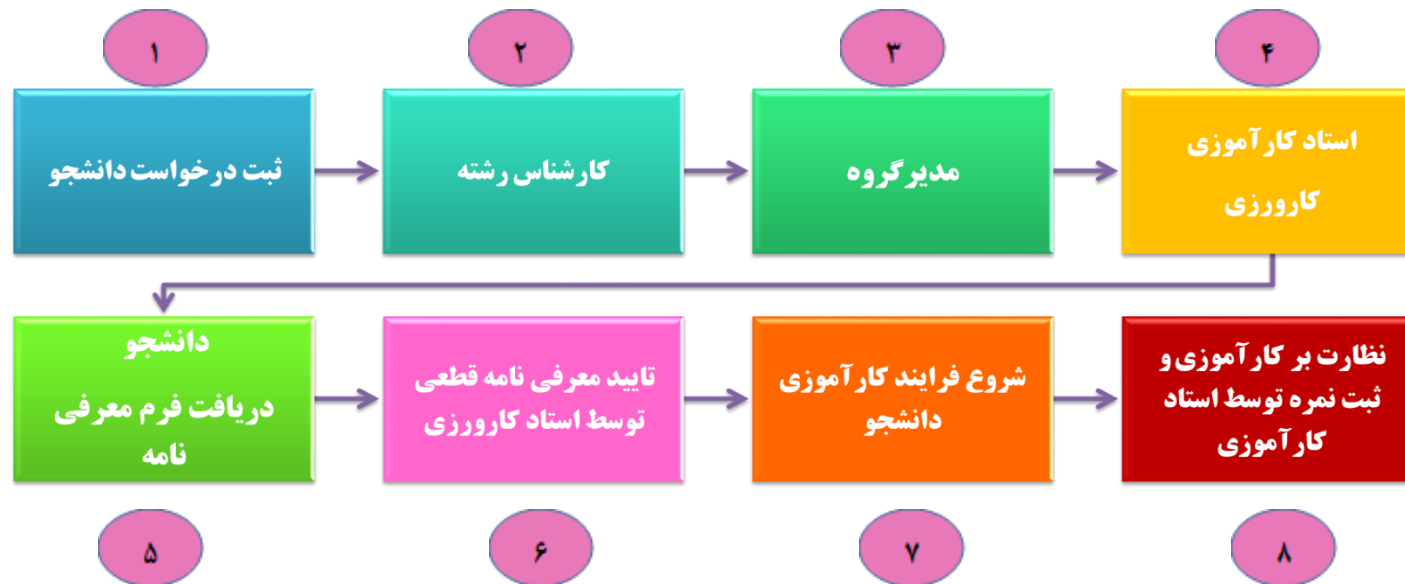 ۱
۲
۳
۴
ثبت درخواست دانشجو
کارشناس رشته
مدیرگروه
استاد کارآموزی
کارورزی
دانشجو
دریافت فرم معرفی
نامه
تایید معرفی نامه قطعی
توسط استاد کارورزی
شروع فرایند کارآموزی
دانشجو
نظارت بر کارآموزی و
ثبت نمره توسط استاد
کارآموزی
۵
۶
۷
۸